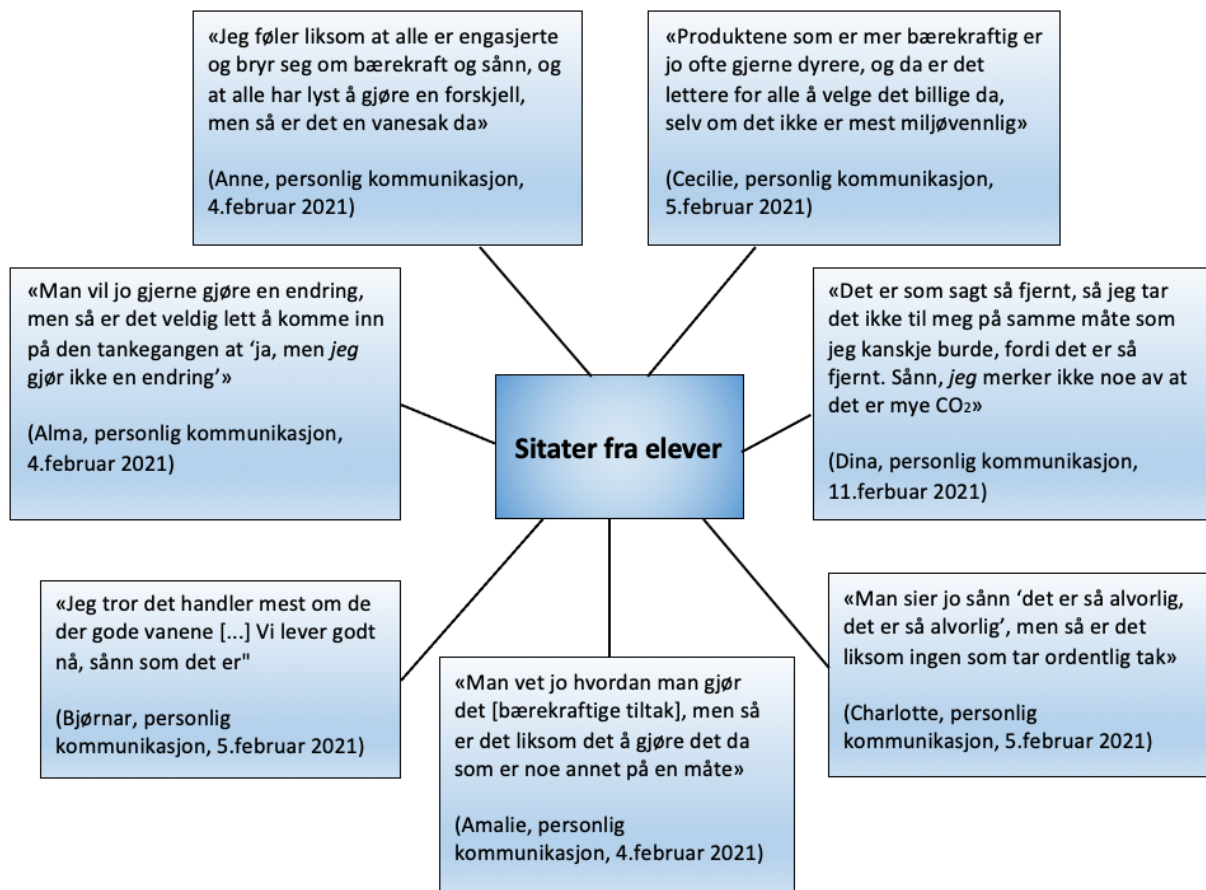 «Jeg føler liksom at alle er engasjerte
og bryr seg om bærekraft og sånn, og
at alle har lyst å gjøre en forskjell,
men så er det en vanesak da»
(Anne, personlig kommunikasjon,
4.februar 2021)
«Produktene som er mer bærekraftig er
jo ofte gjerne dyrere, og da er det
lettere for alle å velge det billige da,
selv om det ikke er mest miljøvennlig»
(Cecilie, personlig kommunikasjon,
5.februar 2021)
«Man vil jo gjerne gjøre en endring,
men så er det veldig lett å komme inn
på den tankegangen at ‘ja, men jeg
gjør ikke en endring’»
(Alma, personlig kommunikasjon,
4.februar 2021)
«Det er som sagt så fjernt, så jeg tar
det ikke til meg på samme måte som
jeg kanskje burde, fordi det er så
fjernt. Sånn, jeg merker ikke noe av at
det er mye CO₂»
(Dina, personlig kommunikasjon,
11.ferbuar 2021)
Sitater fra elever
«Jeg tror det handler mest om de
der gode vanene [...] Vi lever godt
nå, sånn som det er"
(Bjørnar, personlig
kommunikasjon, 5.februar 2021)
«Man vet jo hvordan man gjør
det [bærekraftige tiltak], men så
er det liksom det å gjøre det da
som er noe annet på en måte»
(Amalie, personlig
kommunikasjon, 4.februar 2021)
«Man sier jo sånn ‘det er så alvorlig,
det er så alvorlig’, men så er det
liksom ingen som tar ordentlig tak»
(Charlotte, personlig
kommunikasjon, 5.februar 2021)